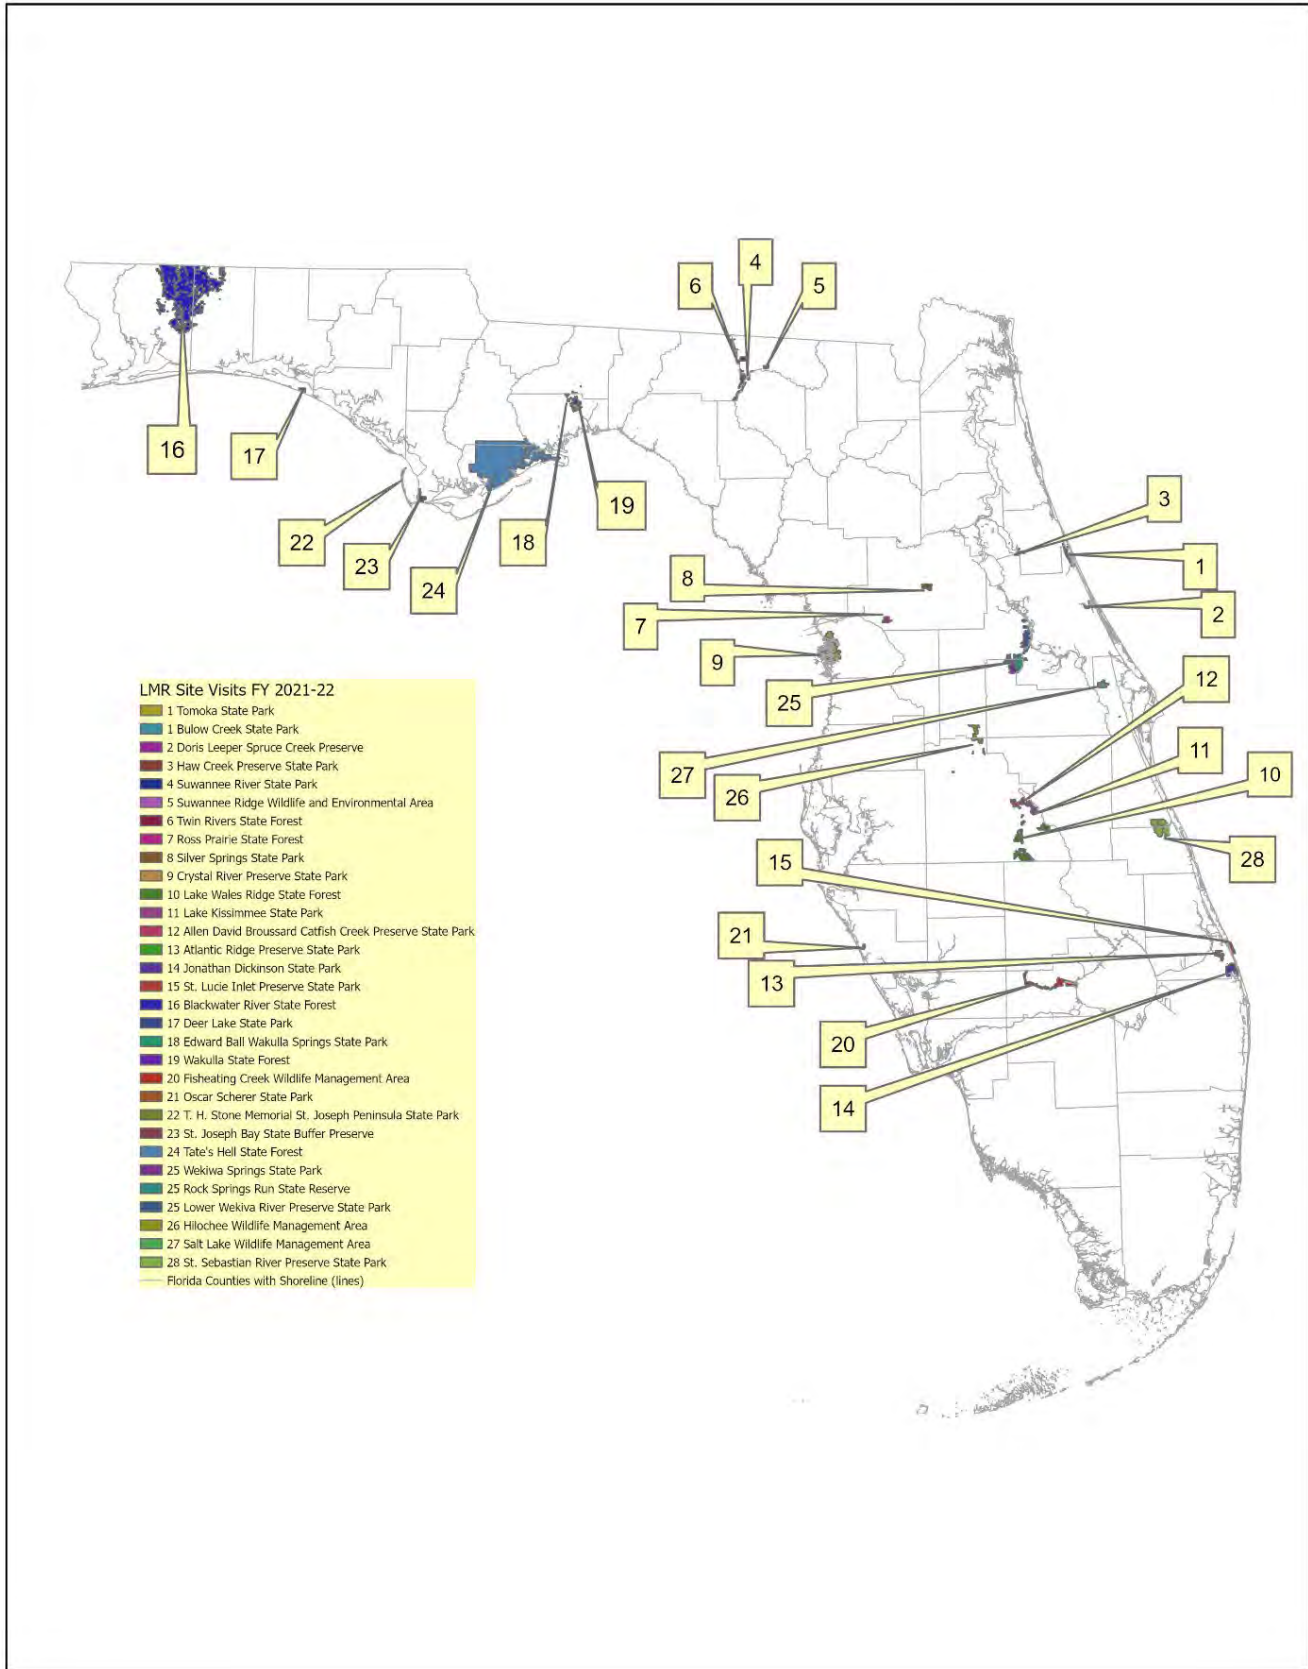 4
6
5
16
17
18
19
22
23
24
3
1
8
7
2
9
12
25
11
27
10
26
15
28
21
13
20
14
LMR Site Visits FY 2021-22
1 Tomoka State Park
1 Bulow Creek State Park
2 Doris Leeper Spruce Creek Preserve
3 Haw Creek Preserve State Park
4 Suwannee River State Park
5 Suwannee Ridge Wildlife and Environmental Area
6 Twin Rivers State Forest
7 Ross Prairie State Forest
8 Silver Springs State Park
9 Crystal River Preserve State Park
10 Lake Wales Ridge State Forest
11 Lake Kissimmee State Park
12 Allen David Broussard Catfish Creek Preserve State Park
13 Atlantic Ridge Preserve State Park
14 Jonathan Dickinson State Park
15 St. Lucie Inlet Preserve State Park
16 Blackwater River State Forest
17 Deer Lake State Park
18 Edward Ball Wakulla Springs State Park
19 Wakulla State Forest
20 Fisheating Creek Wildlife Management Area
21 Oscar Scherer State Park
22 T. H. Stone Memorial St. Joseph Peninsula State Park
23 St. Joseph Bay State Buffer Preserve
24 Tate's Hell State Forest
25 Wekiwa Springs State Park
25 Rock Springs Run State Reserve
25 Lower Wekiva River Preserve State Park
26 Hilochee Wildlife Management Area
27 Salt Lake Wildlife Management Area
28 St. Sebastian River Preserve State Park
Florida Counties with Shoreline (lines)